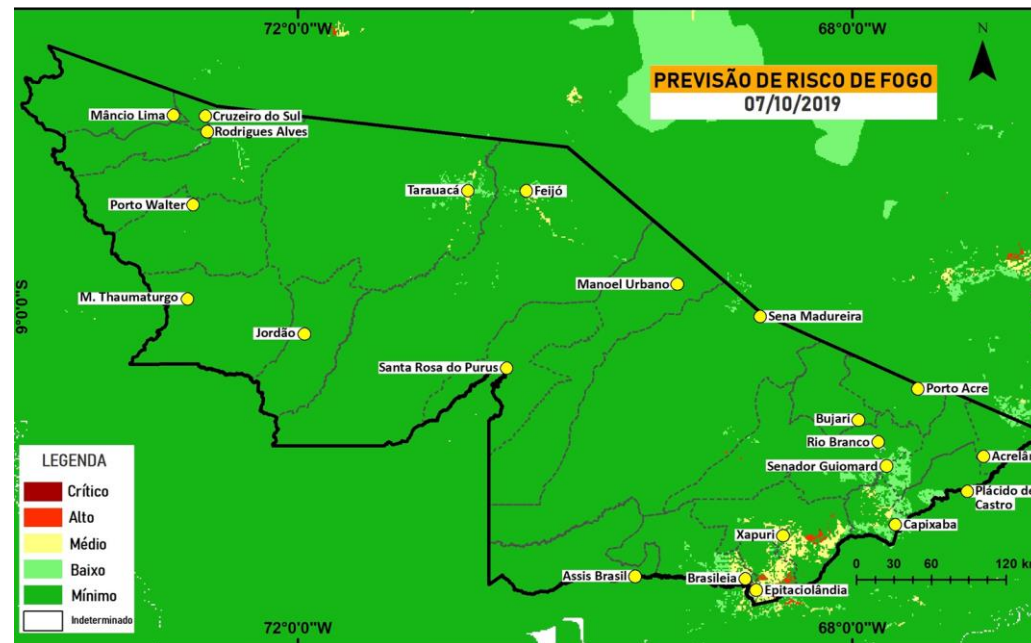 72°0'0"W
68°0'0"W
N
PREVISÃO DE RISCO DE FOGO
07/10/2019
Mâncio Lima
Cruzeiro do Sul
Rodrigues Alves
Tarauacá
Feijó
Porto Walter
Manoel Urbano
M. Thaumaturgo
9°0'0"S
Sena Madureira
Jordão
Santa Rosa do Purus
Porto Acre
Bujari
Rio Branco
Acrelân
Senador Guiomard
LEGENDA
Crítico
Alto
Médio
Baixo
Mínimo
Indeterminado
Plácido de
Castro
Capixaba
Xapuri
0 30 60 120 km
Assis Brasil
Brasileia
Epitaciolândia
72°0'0"W
68°0'0"W